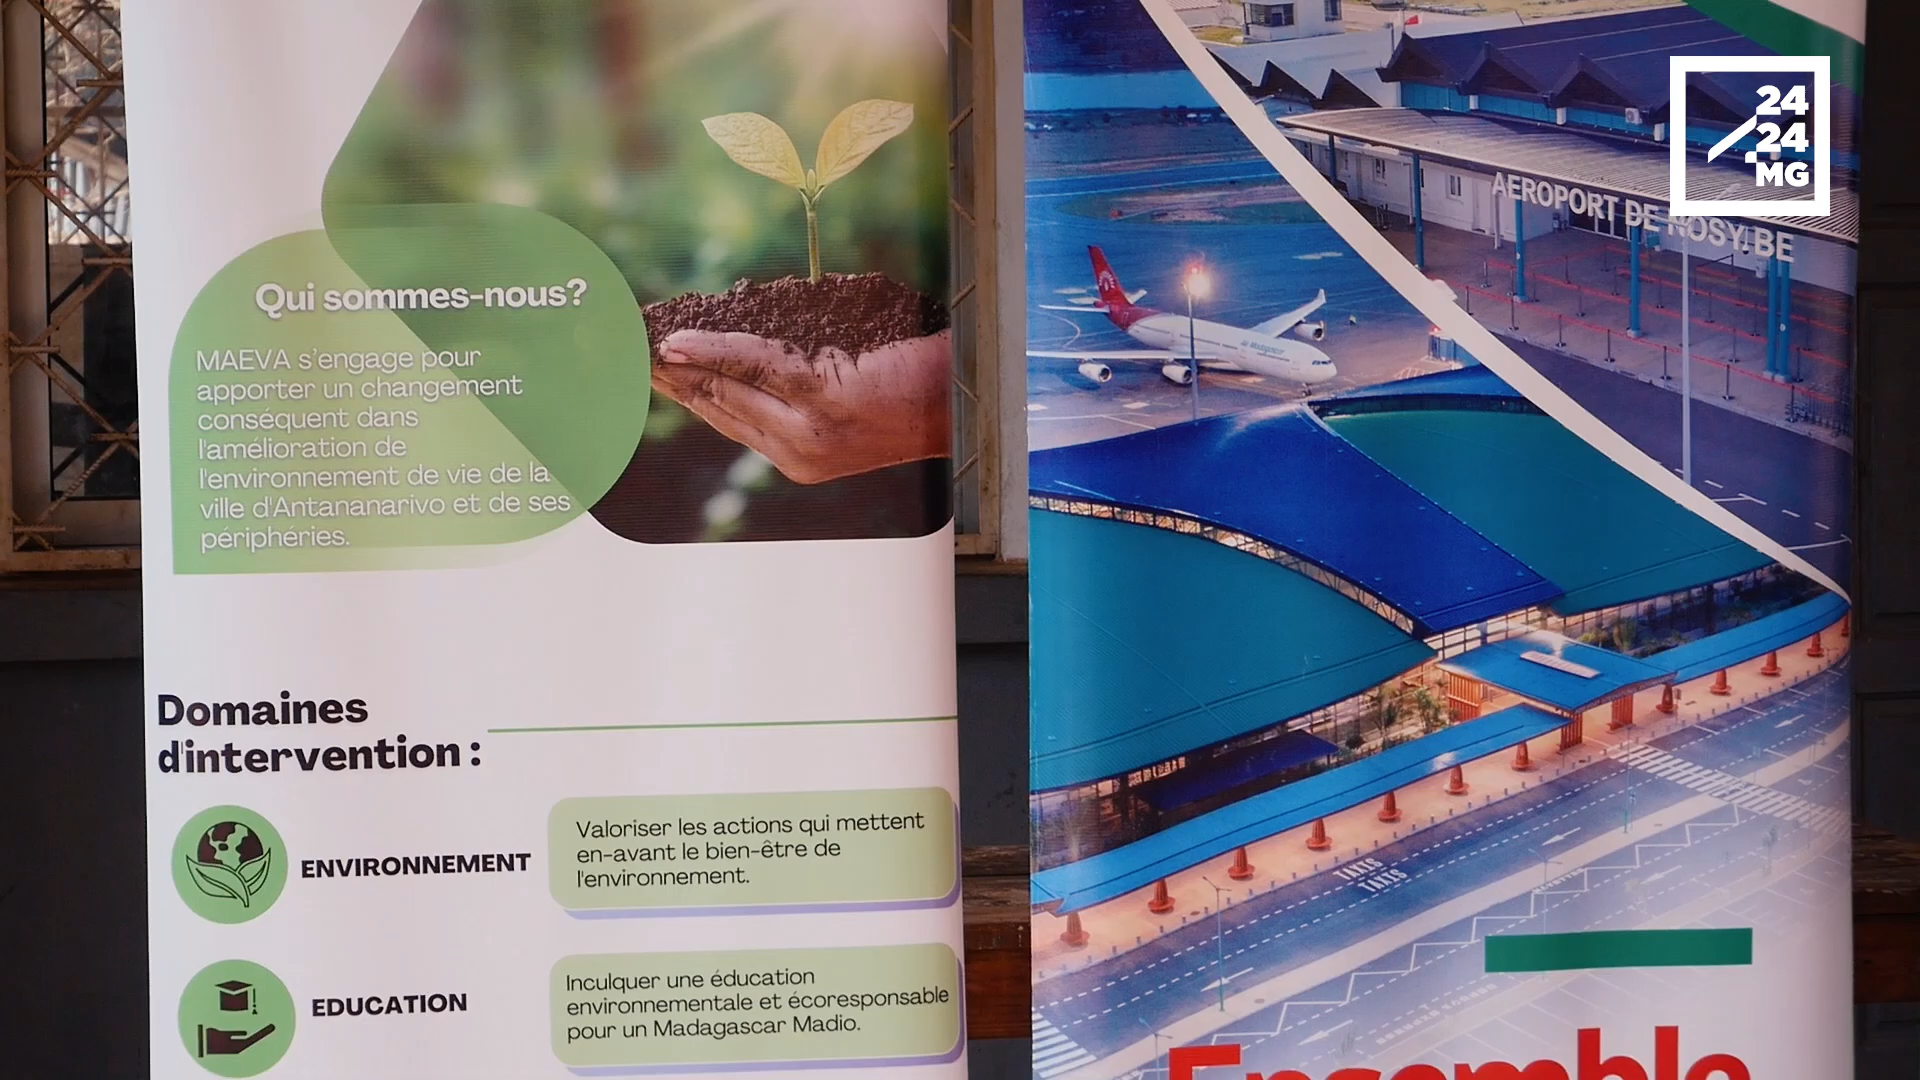 Qui sommes-nous?
MAEVA s'engage pour
apporter un changement
conséquent dans
l'amélioration de
l'environnement de vie de la
ville d'Antananarivo et de ses
périphéries.
Domaines
d'intervention :
ENVIRONNEMENT
Valoriser les actions qui mettent
en-avant le bien-être de
l'environnement.
EDUCATION
Inculquer une éducation
environnementale et écoresponsable
pour un Madagascar Madio.
24
24
MG
AEROPORT DE NOSY BE
Air Madagascar
TAXIS
TAXIS
Ensemble